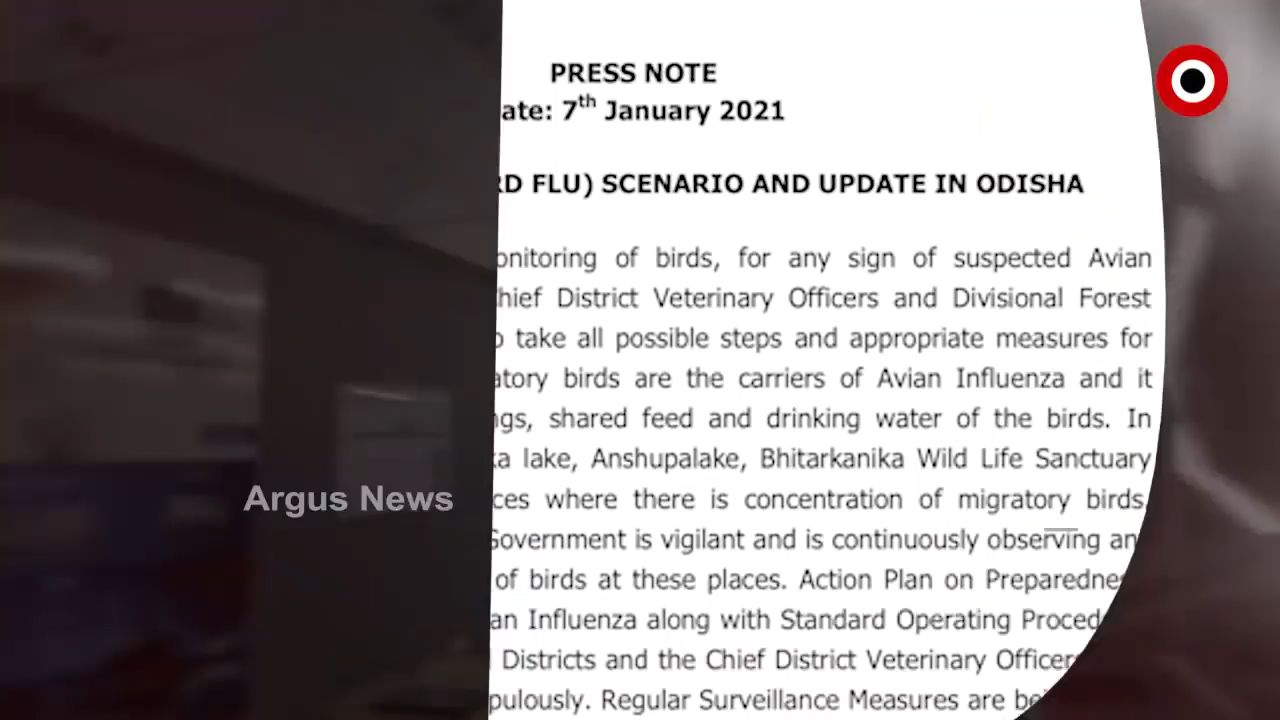 PRESS NOTE
ate: 7th January 2021
RD FLU) SCENARIO AND UPDATE IN ODISHA
onitoring of birds, for any sign of suspected Avian
hief District Veterinary Officers and Divisional Forest
take all possible steps and appropriate measures for
atory birds are the carriers of Avian Influenza and it
ngs, shared feed and drinking water of the birds. In
ka lake, Anshupalake, Bhitarkanika Wild Life Sanctuary
Argus News
ces where there is concentration of migratory birds.
Government is vigilant and is continuously observing an
of birds at these places. Action Plan on Preparednes
an Influenza along with Standard Operating Proced
Districts and the Chief District Veterinary Officer
pulously. Regular Surveillance Measures are bei